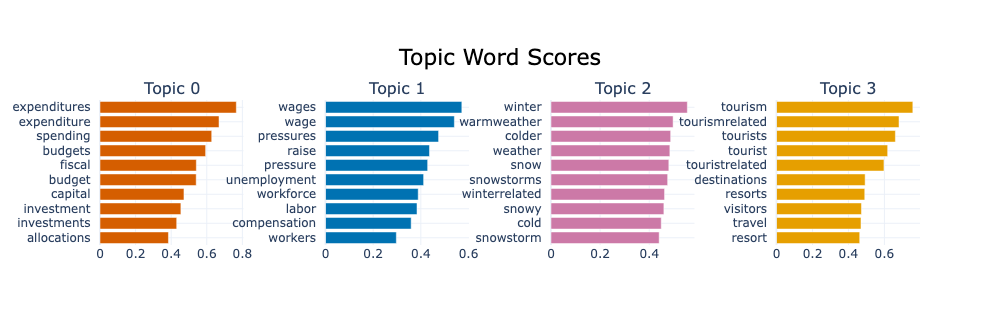 Topic Word Scores
Topic 0
expenditures
expenditure
spending
budgets
fiscal
budget
capital
investment
investments
allocations
0 0.2 0.4 0.6 0.8
Topic 1
wages
wage
pressures
raise
pressure
unemployment
workforce
labor
compensation
workers
0 0.2 0.4 0.6
Topic 2
winter
warmweather
colder
weather
snow
snowstorms
winterrelated
snowy
cold
snowstorm
0 0.2 0.4
Topic 3
tourism
tourismrelated
tourists
tourist
touristrelated
destinations
resorts
visitors
travel
resort
0 0.2 0.4 0.6